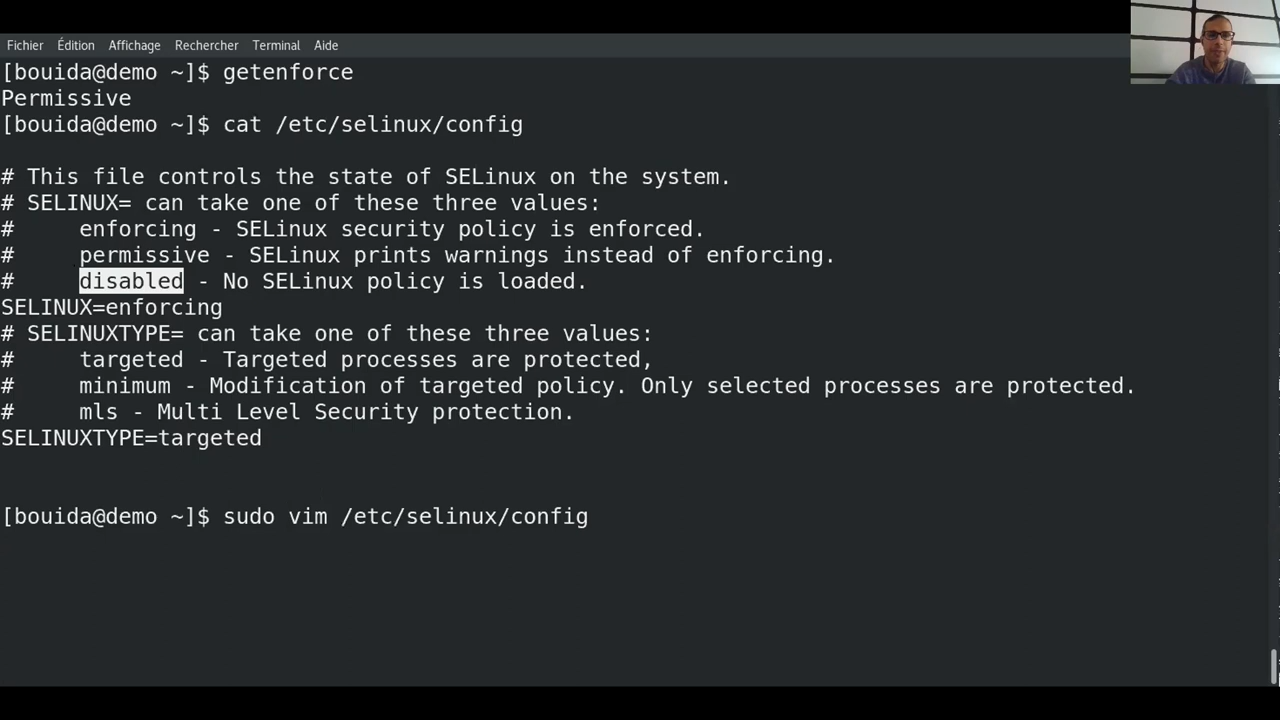 Fichier Édition Affichage Rechercher Terminal Aide
[bouida@demo ~]$ getenforce
Permissive
[bouida@demo ~]$ cat /etc/selinux/config
# This file controls the state of SELinux on the system.
# SELINUX= can take one of these three values:
#     enforcing - SELinux security policy is enforced.
#     permissive - SELinux prints warnings instead of enforcing.
#     disabled - No SELinux policy is loaded.
SELINUX=enforcing
# SELINUXTYPE= can take one of these three values:
#     targeted - Targeted processes are protected,
#     minimum - Modification of targeted policy. Only selected processes are protected.
#     mls - Multi Level Security protection.
SELINUXTYPE=targeted
[bouida@demo ~]$ sudo vim /etc/selinux/config